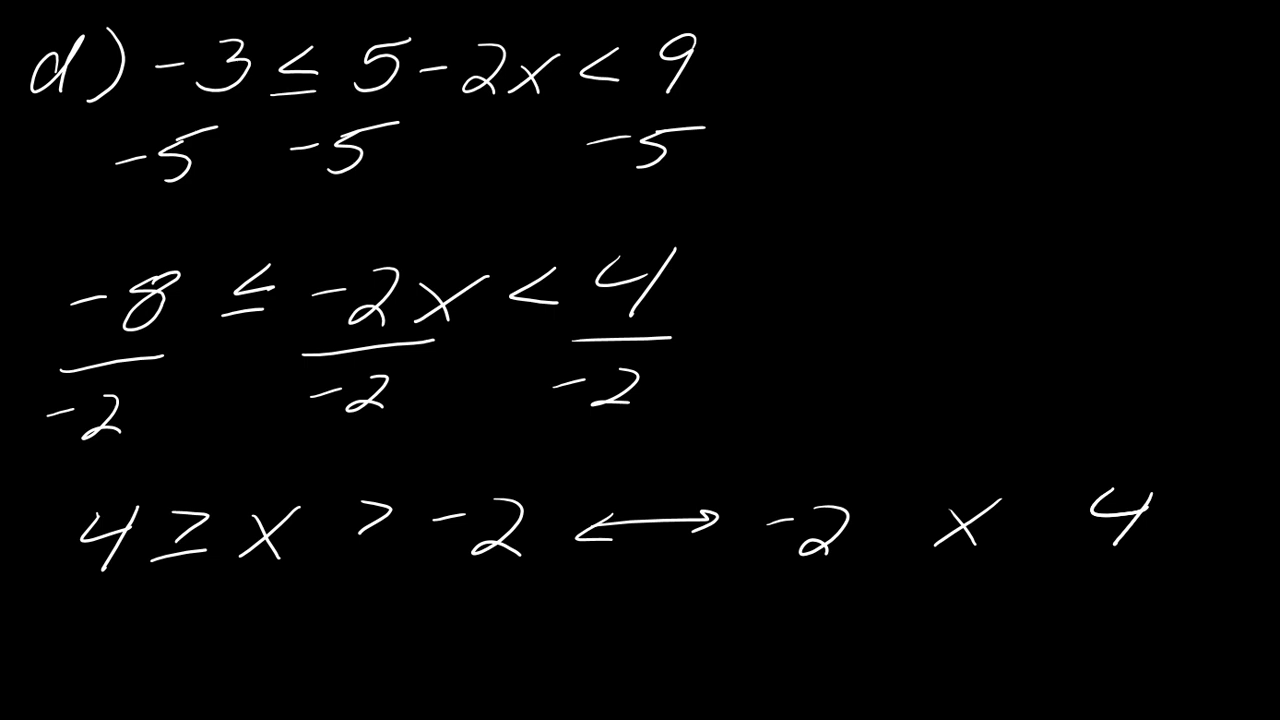 d) -3 ≤ 5 - 2x < 9
-5 -5 -5
-8 ≤ -2x < 4
-2 -2 -2
4 ≥ x > -2 ⟷ -2 x 4